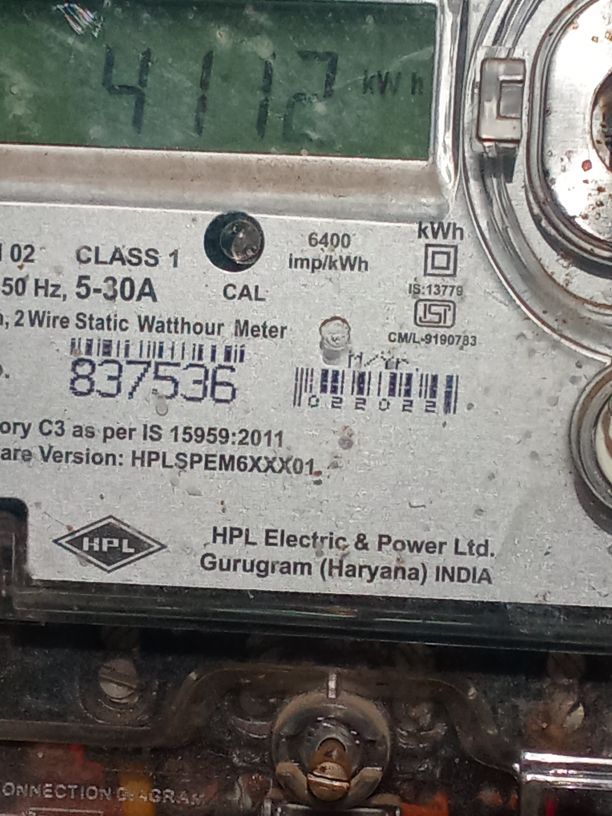 4112 kWh
02 CLASS 1
6400
imp/kWh
kWh
50 Hz, 5-30A
CAL
IS:13779
ISI
CM/L-9190783
2 Wire Static Watthour Meter
M/Yr.
837536
022022
ory C3 as per IS 15959:2011
are Version: HPLSPEM6XXX01
HPL
HPL Electric & Power Ltd.
Gurugram (Haryana) INDIA
ONNECTION DIAGRAM